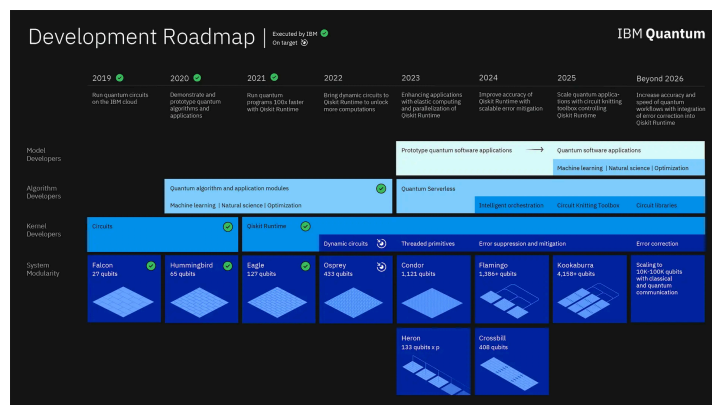 Development Roadmap
Executed by IBM
On target
IBM Quantum
2019
2020
2021
2022
2023
2024
2025
Beyond 2026
Run quantum circuits
on the IBM cloud
Demonstrate and
prototype quantum
algorithms and
applications
Run quantum
programs 100x faster
with Qiskit Runtime
Bring dynamic circuits to
Qiskit Runtime to unlock
more computations
Enhancing applications
with elastic computing
and parallelization of
Qiskit Runtime
Improve accuracy of
Qiskit Runtime with
scalable error mitigation
Scale quantum applica-
tions with circuit knitting
toolbox controlling
Qiskit Runtime
Increase accuracy and
speed of quantum
workflows with integration
of error correction into
Qiskit Runtime
Model
Developers
Prototype quantum software applications
Quantum software applications
Machine learning | Natural science | Optimization
Algorithm
Developers
Quantum algorithm and application modules
Machine learning | Natural science | Optimization
Quantum Serverless
Intelligent orchestration
Circuit Knitting Toolbox
Circuit libraries
Kernel
Developers
Circuits
Qiskit Runtime
Dynamic circuits
Threaded primitives
Error suppression and mitigation
Error correction
System
Modularity
Falcon
27 qubits
Hummingbird
65 qubits
Eagle
127 qubits
Osprey
433 qubits
Condor
1,121 qubits
Flamingo
1,386+ qubits
Kookaburra
4,158+ qubits
Scaling to
10K-100K qubits
with classical
and quantum
communication
Heron
133 qubits x p
Crossbill
408 qubits